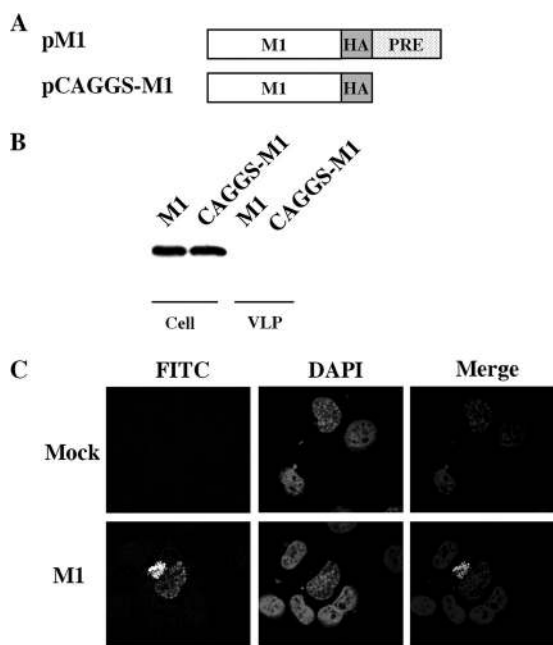 A
pM1
M1 HA PRE
pCAGGS-M1
M1 HA
B
M1 CAGGS-M1 M1 CAGGS-M1
Cell VLP
C
FITC DAPI Merge
Mock
M1